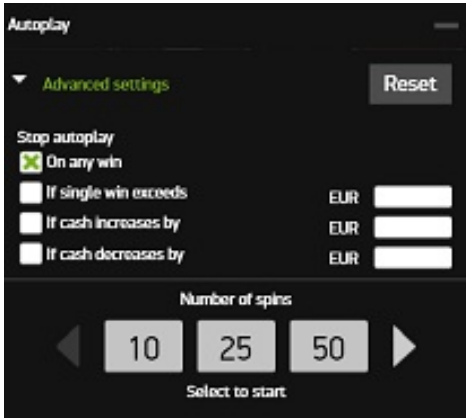 Autoplay
Advanced settings Reset
Stop autoplay
On any win
If single win exceeds EUR
If cash increases by EUR
If cash decreases by EUR
Number of spins
10 25 50
Select to start